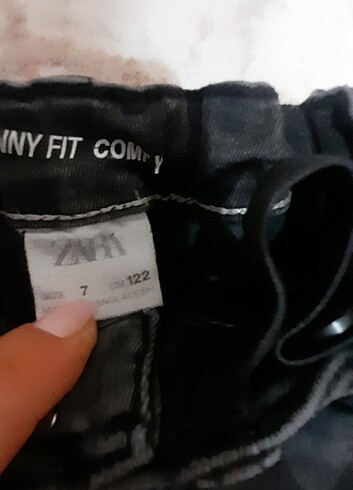 NNY FIT COMFY
ZARA
SIZE 7 CM 122
BANGLADESH